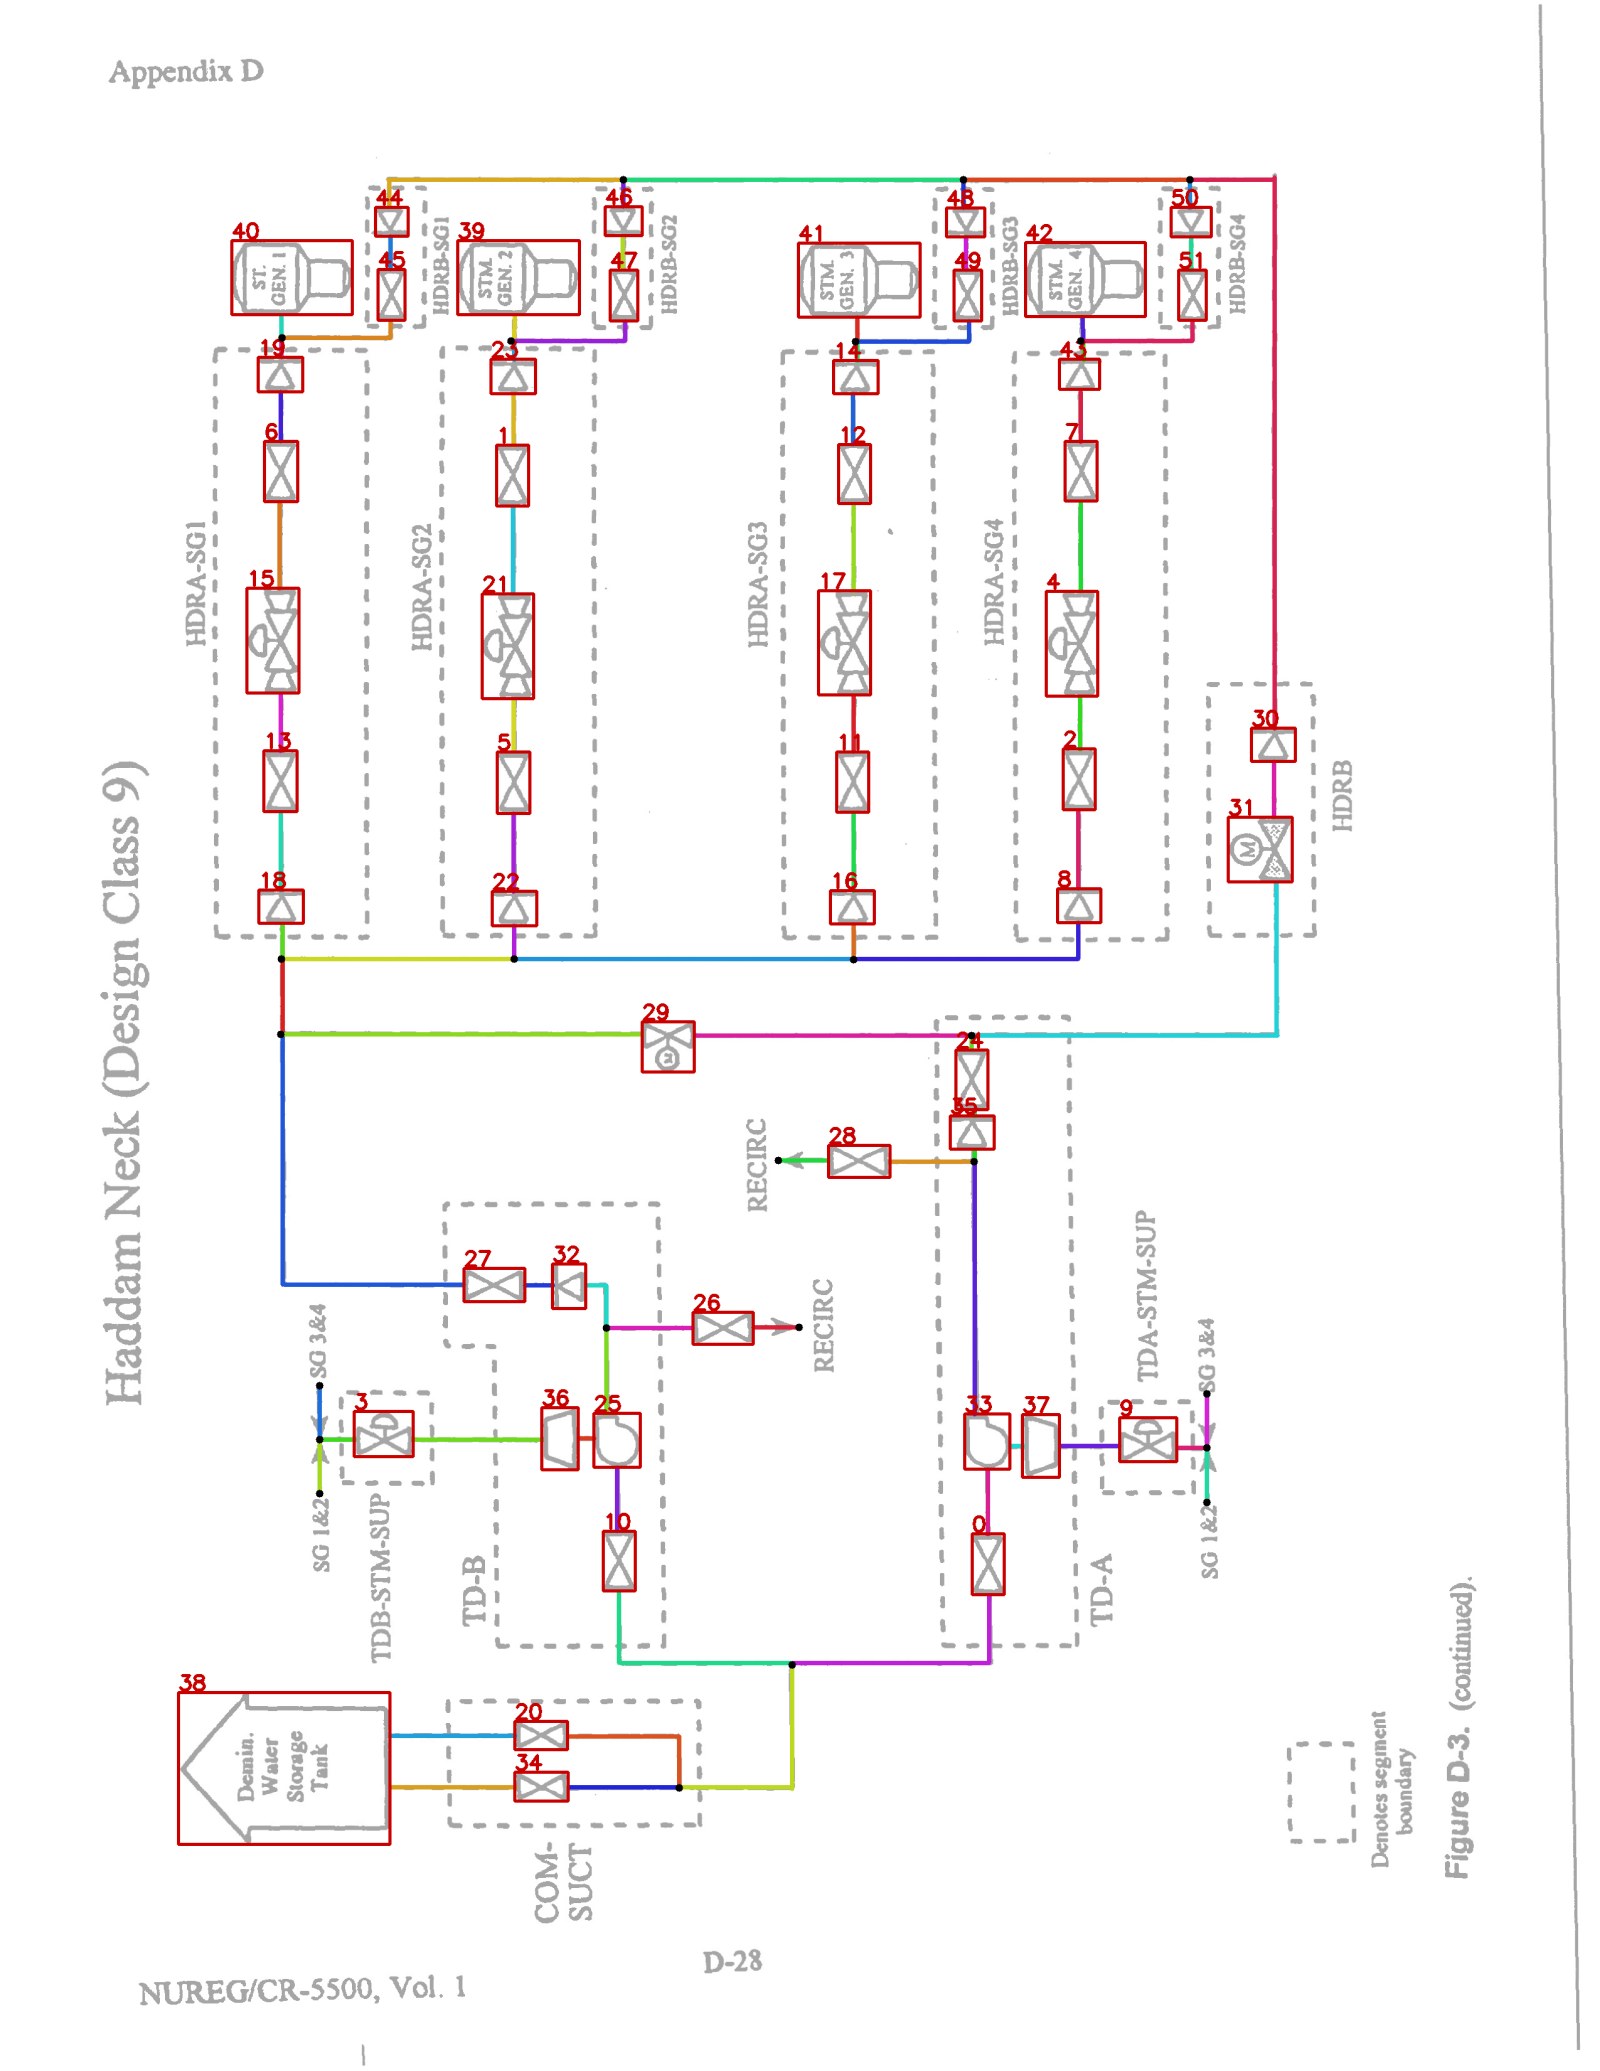 Appendix D
Haddam Neck (Design Class 9)
40
ST.
GEN. 1
44
45
HDRB-SG1
39
STM.
GEN. 2
46
47
HDRB-SG2
41
STM.
GEN. 3
48
49
HDRB-SG3
42
STM.
GEN. 4
50
51
HDRB-SG4
19
6
15
13
18
HDRA-SG1
23
1
21
5
22
HDRA-SG2
14
12
17
11
16
HDRA-SG3
43
7
4
2
8
HDRA-SG4
30
31
M
HDRB
29
M
24
35
28
RECIRC
27
32
26
RECIRC
SG 3&4
3
SG 1&2
TDB-STM-SUP
36
25
10
TD-B
33
37
0
TD-A
9
TDA-STM-SUP
SG 3&4
SG 1&2
38
Demin.
Water
Storage
Tank
20
34
COM-
SUCT
Denotes segment
boundary
Figure D-3. (continued).
D-28
NUREG/CR-5500, Vol. 1